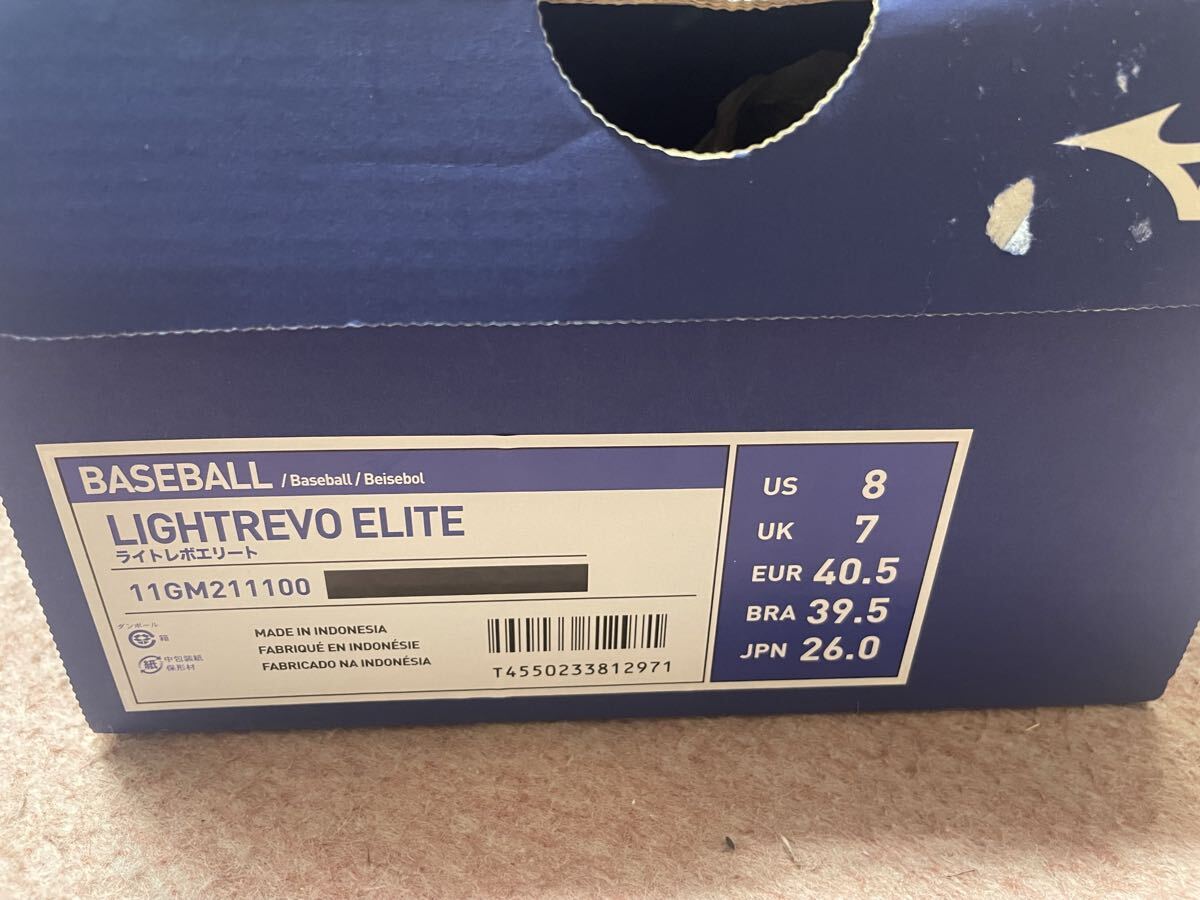 BASEBALL / Baseball / Beisebol
LIGHTREVO ELITE
ライトレボエリート
11GM211100
ダンボール
箱
紙
中包装紙
保形材
MADE IN INDONESIA
FABRIQUÉ EN INDONÉSIE
FABRICADO NA INDONÉSIA
T4550233812971
US 8
UK 7
EUR 40.5
BRA 39.5
JPN 26.0